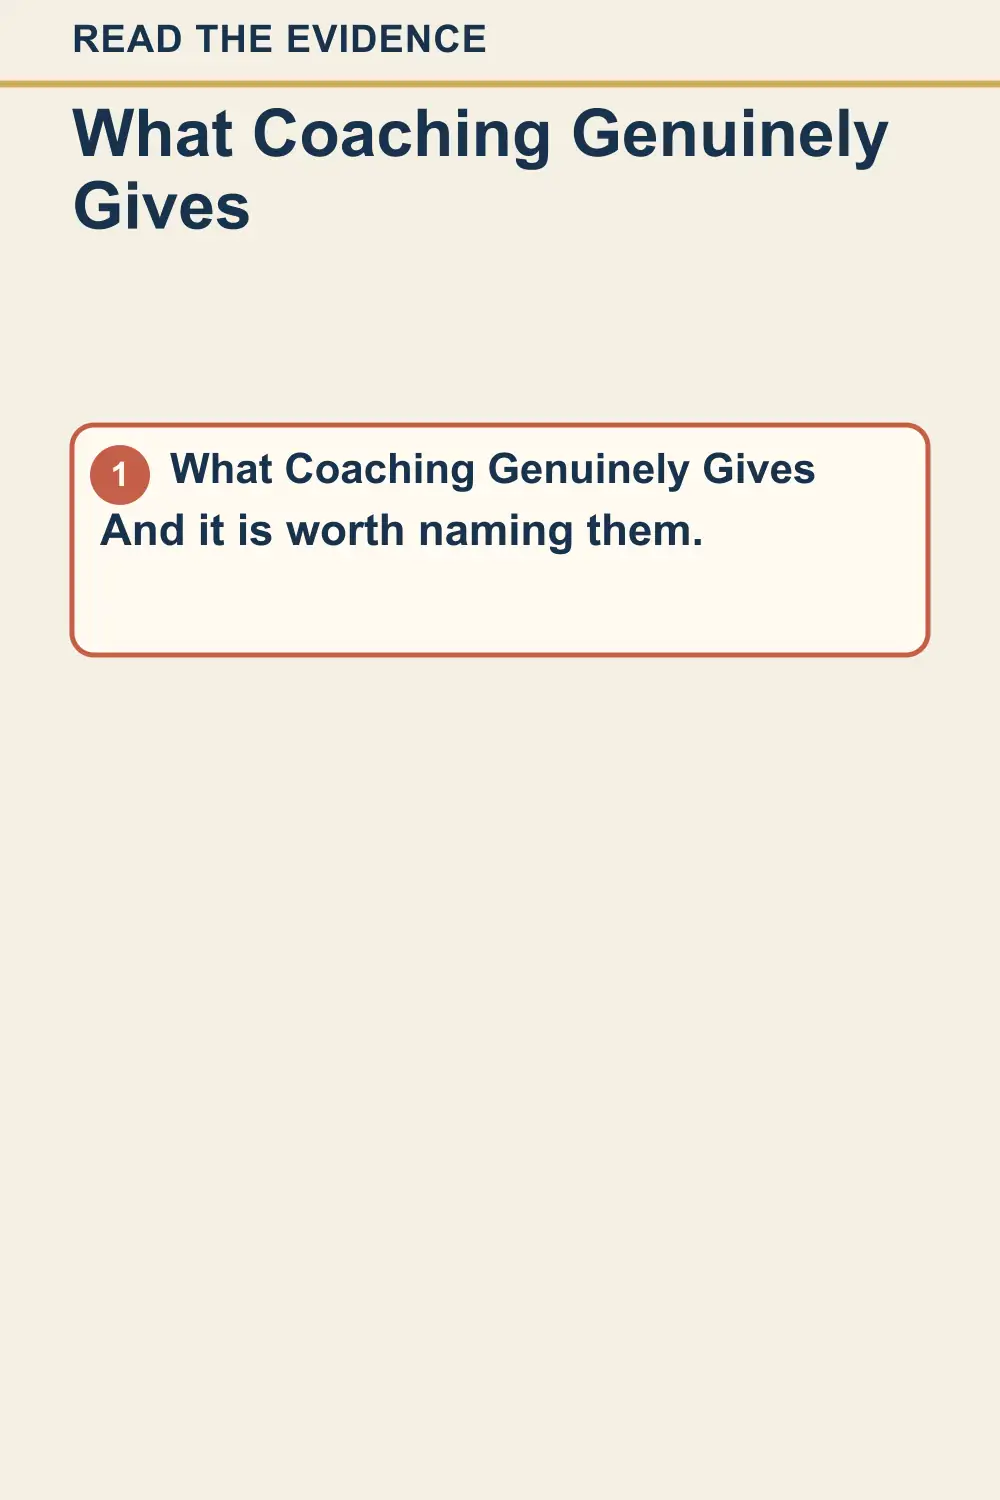 READ THE EVIDENCE
What Coaching Genuinely
Gives
1 What Coaching Genuinely Gives
And it is worth naming them.